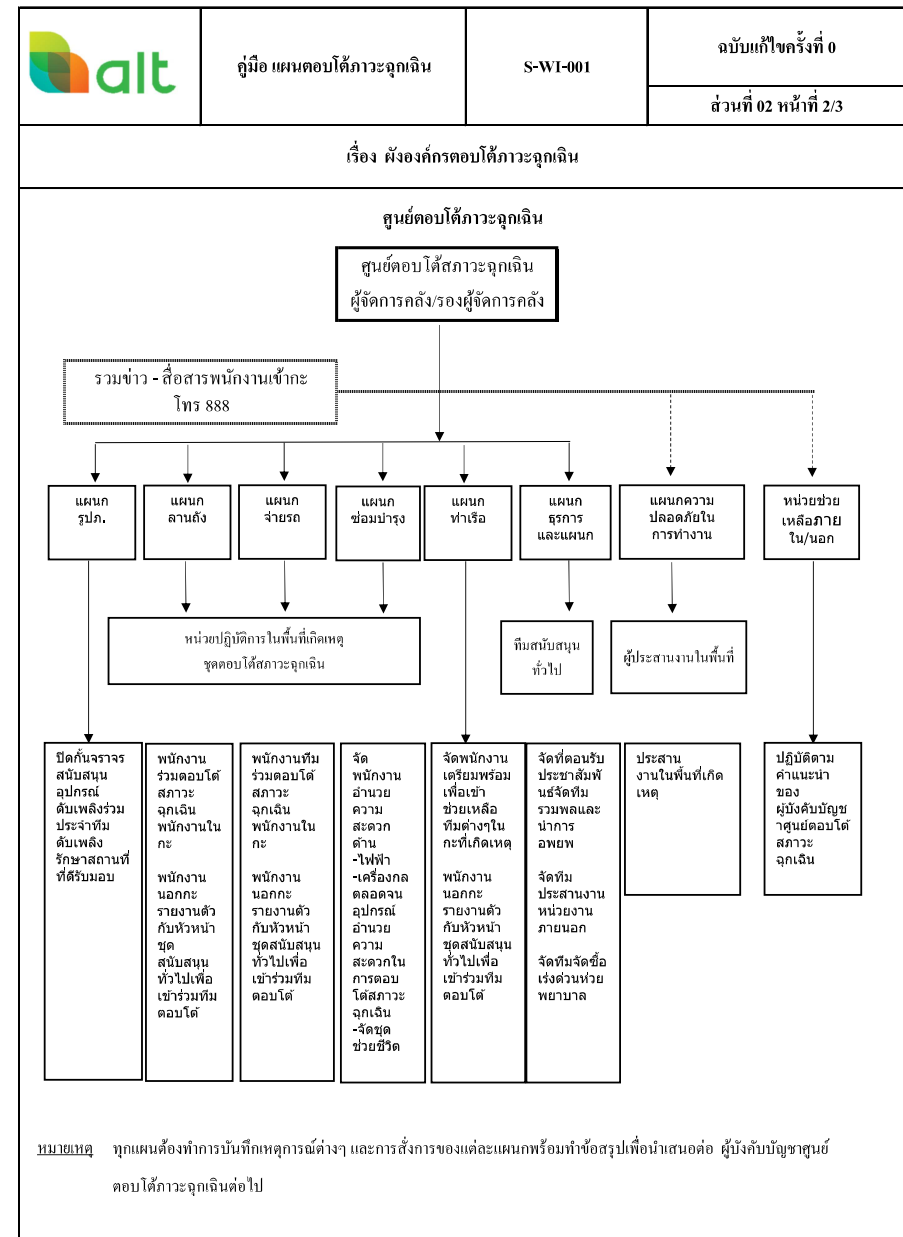 alt
คู่มือ แผนตอบโต้ภาวะฉุกเฉิน
S-WI-001
ฉบับแก้ไขครั้งที่ 0
ส่วนที่ 02 หน้าที่ 2/3
เรื่อง ผังองค์กรตอบโต้ภาวะฉุกเฉิน
ศูนย์ตอบโต้ภาวะฉุกเฉิน
ศูนย์ตอบโต้สภาวะฉุกเฉิน
ผู้จัดการคลัง/รองผู้จัดการคลัง
รวมข่าว - สื่อสารพนักงานเข้ากะ
โทร 888
แผนก
รปภ.
แผนก
ลานถัง
แผนก
จ่ายรถ
แผนก
ซ่อมบำรุง
แผนก
ท่าเรือ
แผนก
ธุรการ
และแผนก
แผนกความ
ปลอดภัยใน
การทำงาน
หน่วยช่วย
เหลือภาย
ใน/นอก
หน่วยปฏิบัติการในพื้นที่เกิดเหตุ
ชุดตอบโต้สภาวะฉุกเฉิน
ทีมสนับสนุน
ทั่วไป
ผู้ประสานงานในพื้นที่
ปิดกั้นจราจร
สนับสนุน
อุปกรณ์
ดับเพลิงร่วม
ประจำทีม
ดับเพลิง
รักษาสถานที่
ที่ดีรับมอบ
พนักงาน
ร่วมตอบโต้
สภาวะ
ฉุกเฉิน
พนักงานใน
กะ
พนักงาน
นอกกะ
รายงานตัว
กับหัวหน้า
ชุด
สนับสนุน
ทั่วไปเพื่อ
เข้าร่วมทีม
ตอบโต้
พนักงานทีม
ร่วมตอบโต้
สภาวะ
ฉุกเฉิน
พนักงานใน
กะ
พนักงาน
นอกกะ
รายงานตัว
กับหัวหน้า
ชุดสนับสนุน
ทั่วไปเพื่อ
เข้าร่วมทีม
ตอบโต้
จัด
พนักงาน
อำนวย
ความ
สะดวก
ด้าน
-ไฟฟ้า
-เครื่องกล
ตลอดจน
อุปกรณ์
อำนวย
ความ
สะดวกใน
การตอบ
โต้สภาวะ
ฉุกเฉิน
-จัดชุด
ช่วยชีวิต
จัดพนักงาน
เตรียมพร้อม
เพื่อเข้า
ช่วยเหลือ
ทีมต่างๆใน
กะที่เกิดเหตุ
พนักงาน
นอกกะ
รายงานตัว
กับหัวหน้า
ชุดสนับสนุน
ทั่วไปเพื่อ
เข้าร่วมทีม
ตอบโต้
จัดที่ตอนรับ
ประชาสัมพั
นธ์จัดทีม
รวมพลและ
นำการ
อพยพ
จัดทีม
ประสานงาน
หน่วยงาน
ภายนอก
จัดทีมจัดซื้อ
เร่งด่วนห่วย
พยาบาล
ประสาน
งานในพื้นที่เกิด
เหตุ
ปฏิบัติตาม
คำแนะนำ
ของ
ผู้บังคับบัญช
าศูนย์ตอบโต้
สภาวะ
ฉุกเฉิน
หมายเหตุ ทุกแผนต้องทำการบันทึกเหตุการณ์ต่างๆ และการสั่งการของแต่ละแผนกพร้อมทำข้อสรุปเพื่อนำเสนอต่อ ผู้บังคับบัญชาศูนย์
ตอบโต้ภาวะฉุกเฉินต่อไป